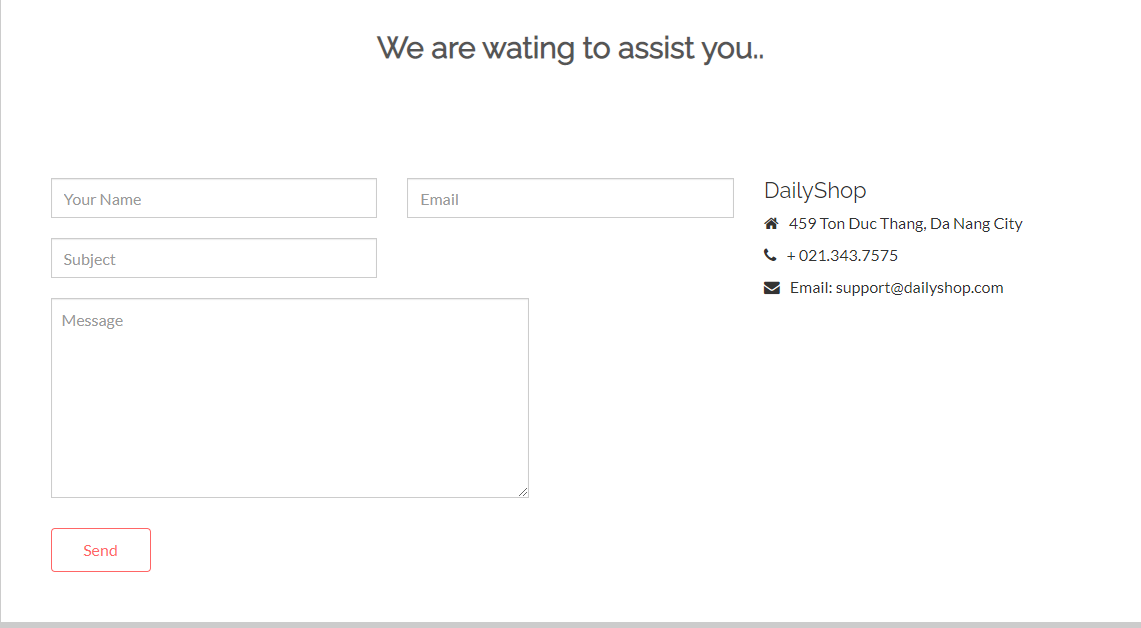 We are wating to assist you..
Your Name
Email
Subject
Message
Send
DailyShop
459 Ton Duc Thang, Da Nang City
+ 021.343.7575
Email: support@dailyshop.com